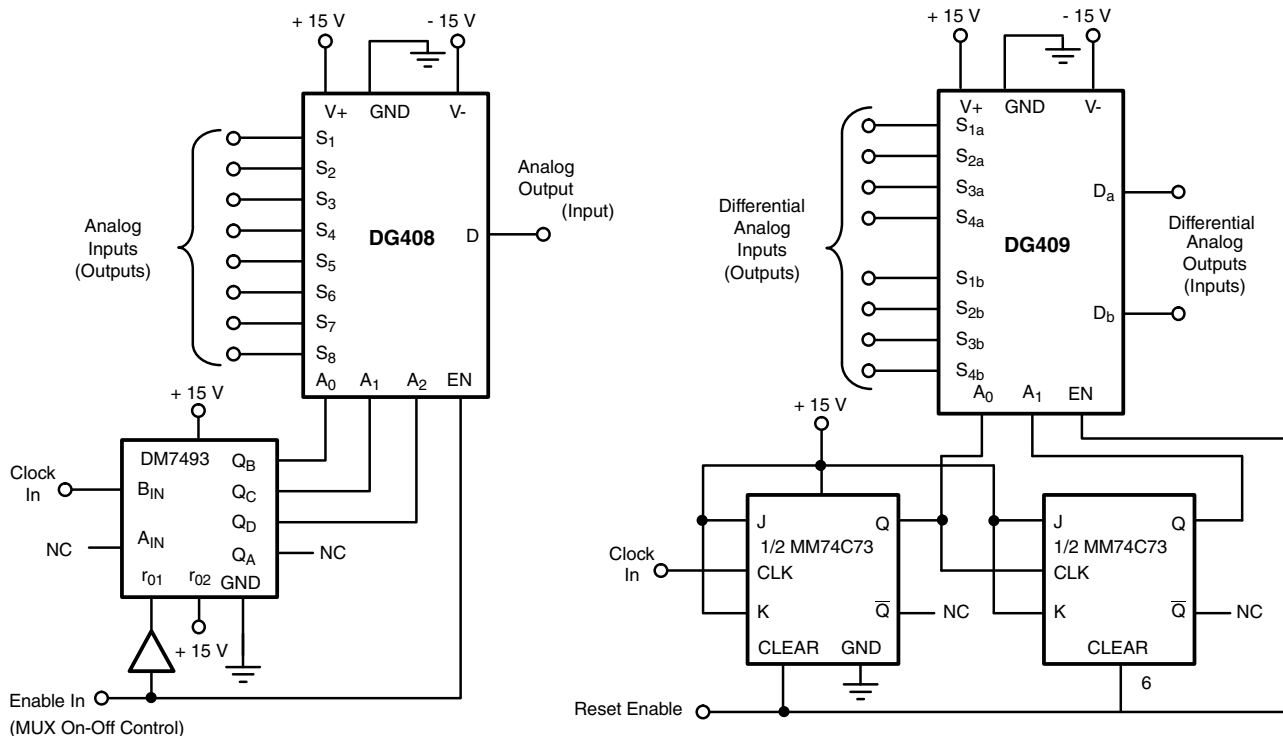 + 15 V
- 15 V
V+
GND
V-
S1
S2
S3
S4
S5
S6
S7
S8
Analog
Inputs
(Outputs)
DG408
D
Analog
Output
(Input)
A0 A1 A2 EN
+ 15 V
DM7493
Clock
In
BIN
NC
AIN
QB
QC
QD
QA
NC
r01 r02 GND
+ 15 V
Enable In
(MUX On-Off Control)
+ 15 V
- 15 V
V+
GND
V-
S1a
S2a
S3a
S4a
S1b
S2b
S3b
S4b
Differential
Analog
Inputs
(Outputs)
DG409
Da
Db
Differential
Analog
Outputs
(Inputs)
A0 A1 EN
+ 15 V
J
Q
1/2 MM74C73
Clock
In
CLK
K
Q
NC
CLEAR GND
J
Q
1/2 MM74C73
CLK
K
Q
NC
CLEAR
6
Reset Enable